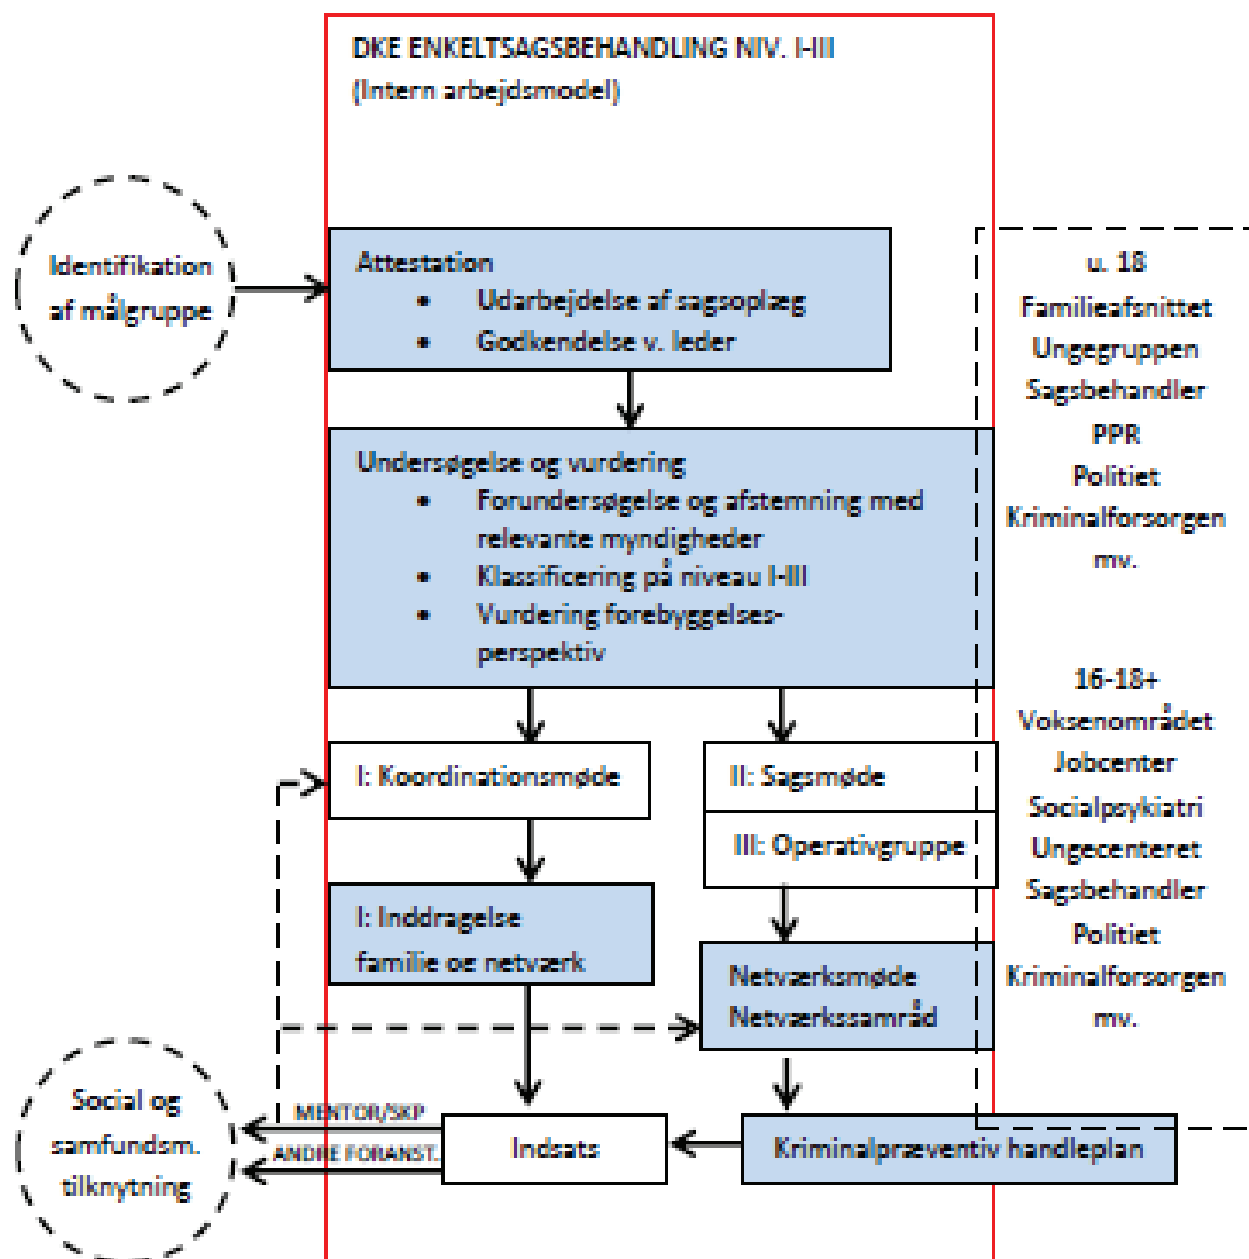 DKE ENKELTSAGSBEHANDLING NIV. I-III
(Intern arbejdsmodel)
Identifikation
af målgruppe
Attestation
• Udarbejdelse af sagsoplæg
• Godkendelse v. leder
Undersøgelse og vurdering
• Forundersøgelse og afstemning med
relevante myndigheder
• Klassificering på niveau I-III
• Vurdering forebyggelses-
perspektiv
I: Koordinationsmøde
II: Sagsmøde
III: Operativgruppe
I: Inddragelse
familie og netværk
Netværksmøde
Netværkssamråd
Kriminalpræventiv handleplan
Indsats
MENTOR/SKP
ANDRE FORANST.
Social og
samfundsm.
tilknytning
u. 18
Familieafsnittet
Ungegruppen
Sagsbehandler
PPR
Politiet
Kriminalforsorgen
mv.
16-18+
Voksenområdet
Jobcenter
Socialpsykiatri
Ungecenteret
Sagsbehandler
Politiet
Kriminalforsorgen
mv.